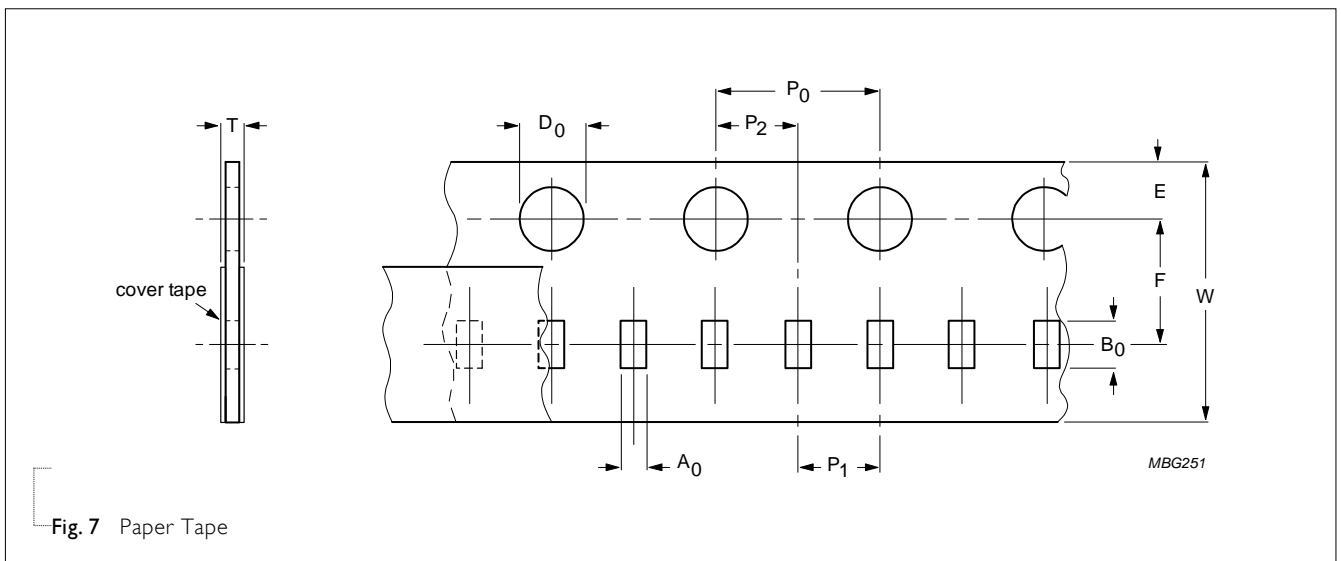 P0
T
D0
P2
E
F
W
cover tape
B0
A0
P1
MBG251
Fig. 7 Paper Tape